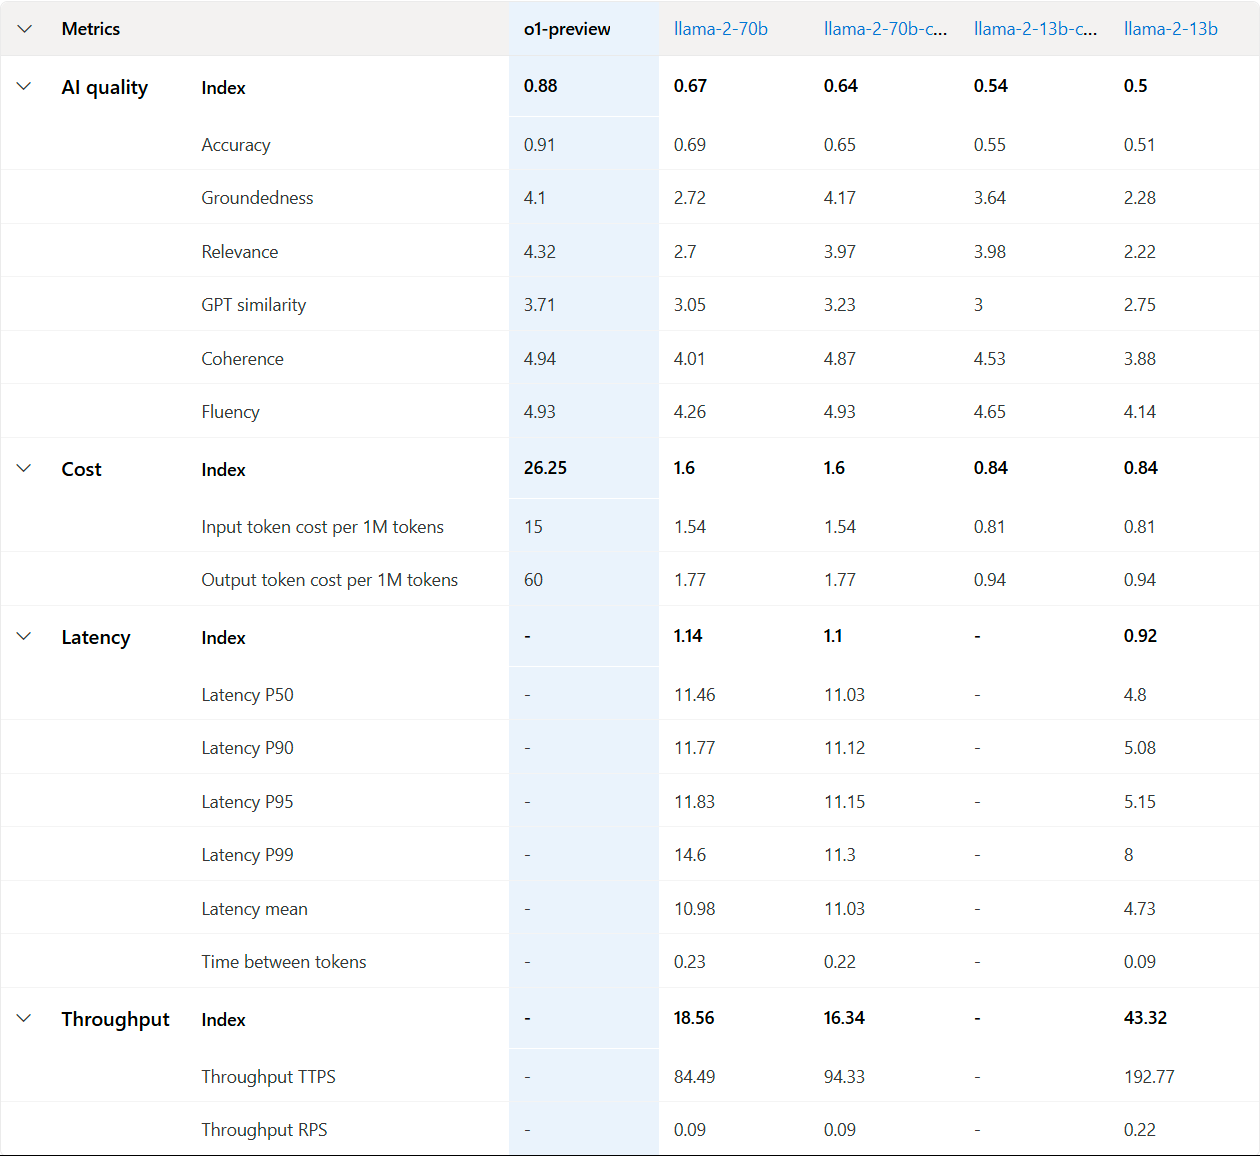 Metrics o1-preview llama-2-70b llama-2-70b-c... llama-2-13b-c... llama-2-13b
AI quality Index 0.88 0.67 0.64 0.54 0.5
Accuracy 0.91 0.69 0.65 0.55 0.51
Groundedness 4.1 2.72 4.17 3.64 2.28
Relevance 4.32 2.7 3.97 3.98 2.22
GPT similarity 3.71 3.05 3.23 3 2.75
Coherence 4.94 4.01 4.87 4.53 3.88
Fluency 4.93 4.26 4.93 4.65 4.14
Cost Index 26.25 1.6 1.6 0.84 0.84
Input token cost per 1M tokens 15 1.54 1.54 0.81 0.81
Output token cost per 1M tokens 60 1.77 1.77 0.94 0.94
Latency Index - 1.14 1.1 - 0.92
Latency P50 - 11.46 11.03 - 4.8
Latency P90 - 11.77 11.12 - 5.08
Latency P95 - 11.83 11.15 - 5.15
Latency P99 - 14.6 11.3 - 8
Latency mean - 10.98 11.03 - 4.73
Time between tokens - 0.23 0.22 - 0.09
Throughput Index - 18.56 16.34 - 43.32
Throughput TTPS - 84.49 94.33 - 192.77
Throughput RPS - 0.09 0.09 - 0.22